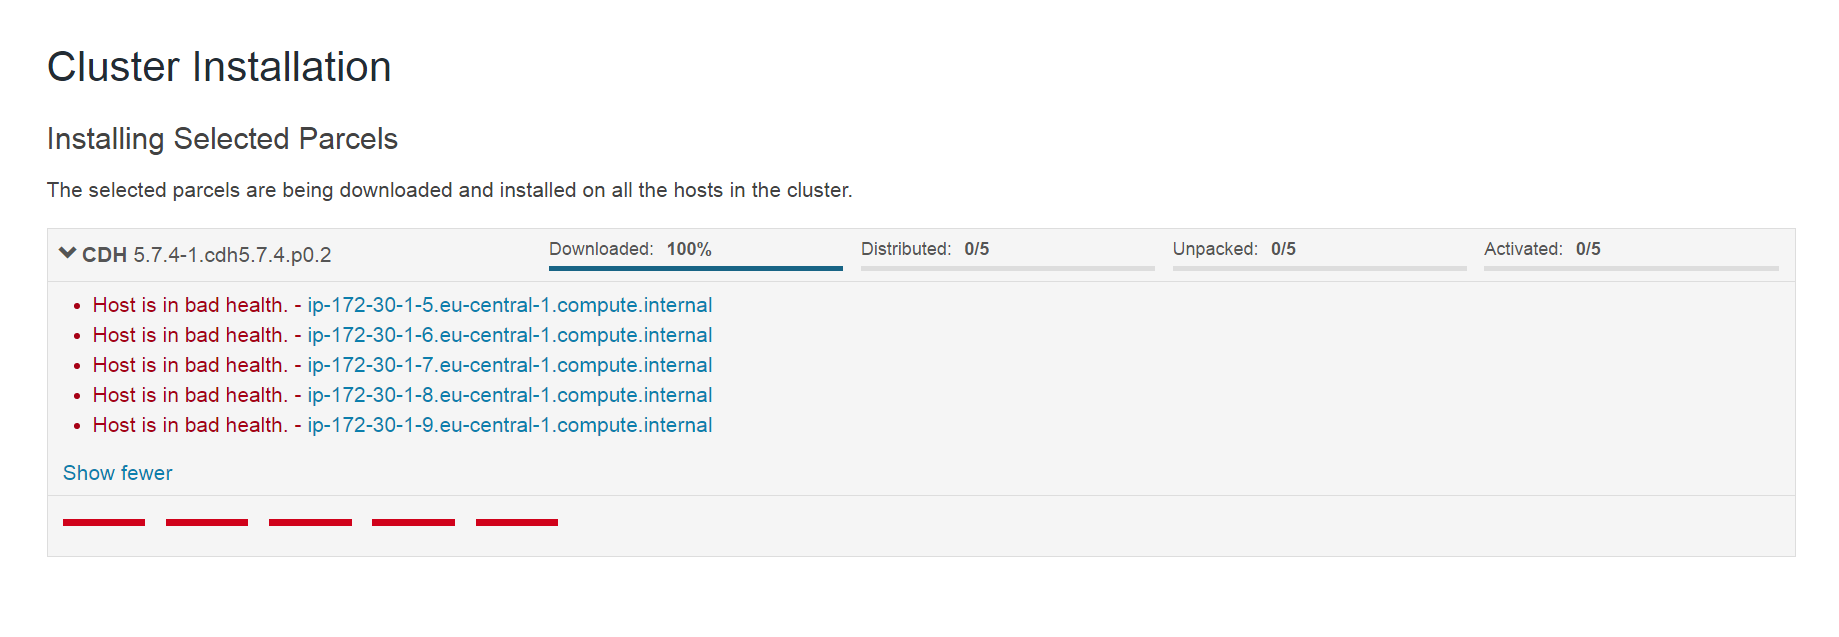 Cluster Installation
Installing Selected Parcels
The selected parcels are being downloaded and installed on all the hosts in the cluster.
CDH 5.7.4-1.cdh5.7.4.p0.2 Downloaded: 100% Distributed: 0/5 Unpacked: 0/5 Activated: 0/5
Host is in bad health. - ip-172-30-1-5.eu-central-1.compute.internal
Host is in bad health. - ip-172-30-1-6.eu-central-1.compute.internal
Host is in bad health. - ip-172-30-1-7.eu-central-1.compute.internal
Host is in bad health. - ip-172-30-1-8.eu-central-1.compute.internal
Host is in bad health. - ip-172-30-1-9.eu-central-1.compute.internal
Show fewer